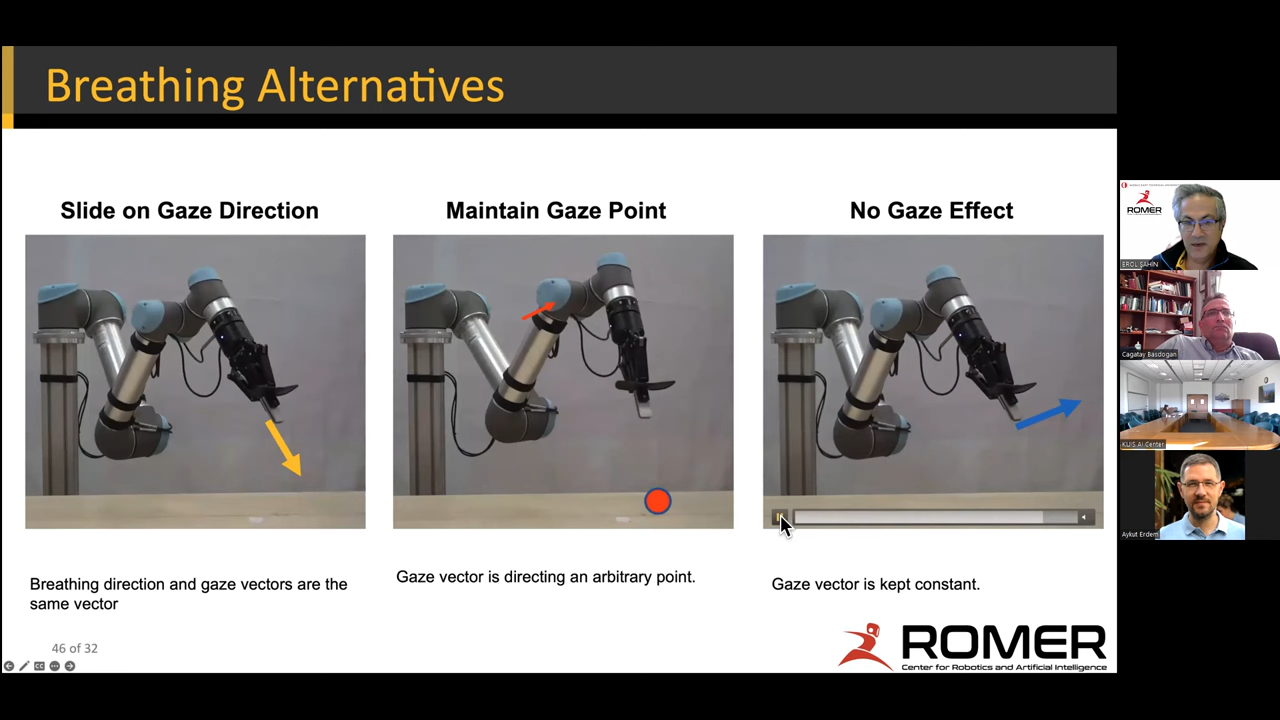 Breathing Alternatives
Slide on Gaze Direction
Maintain Gaze Point
No Gaze Effect
Breathing direction and gaze vectors are the
same vector
Gaze vector is directing an arbitrary point.
Gaze vector is kept constant.
46 of 32
ROMER
Center for Robotics and Artificial Intelligence
ROMER
EROL ŞAHİN
Cagatay Basdogan
KUIS AI Center
Aykut Erdem